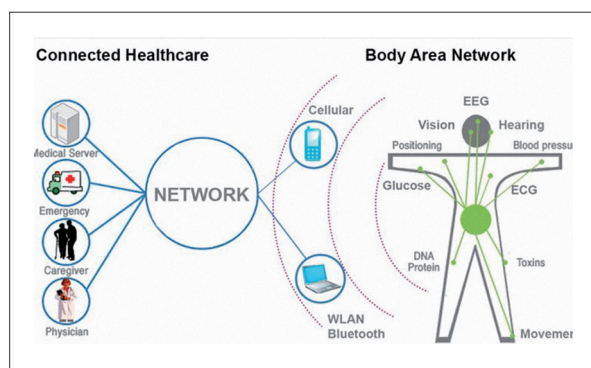 Connected Healthcare
Body Area Network
Medical Server
Emergency
Caregiver
Physician
NETWORK
Cellular
WLAN
Bluetooth
EEG
Vision
Hearing
Positioning
Blood pressu
Glucose
ECG
DNA
Protein
Toxins
Movemen